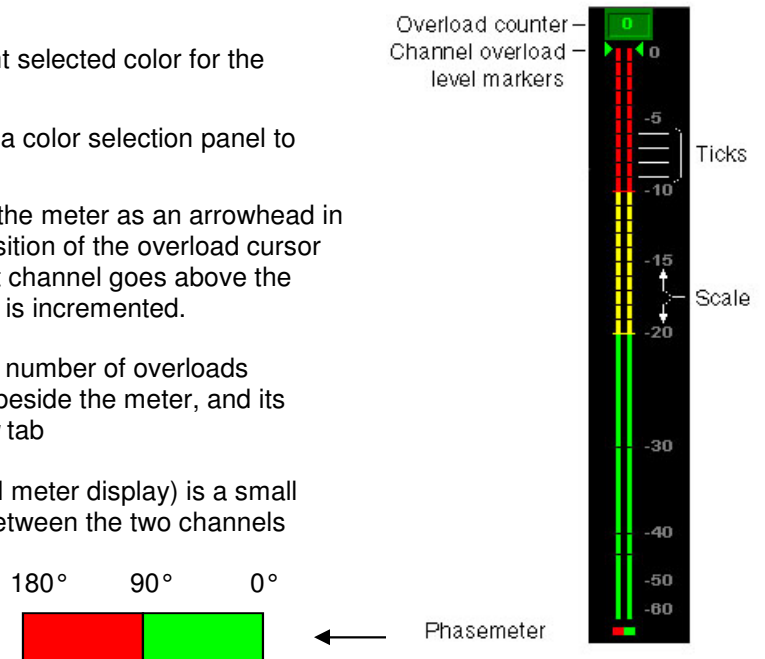 nt selected color for the
a color selection panel to
the meter as an arrowhead in
sition of the overload cursor
t channel goes above the
is incremented.
number of overloads
beside the meter, and its
tab
l meter display) is a small
etween the two channels
180° 90° 0°
Overload counter
Channel overload
level markers
0
0
-5
Ticks
-10
-15
Scale
-20
-30
-40
-50
-60
Phasemeter